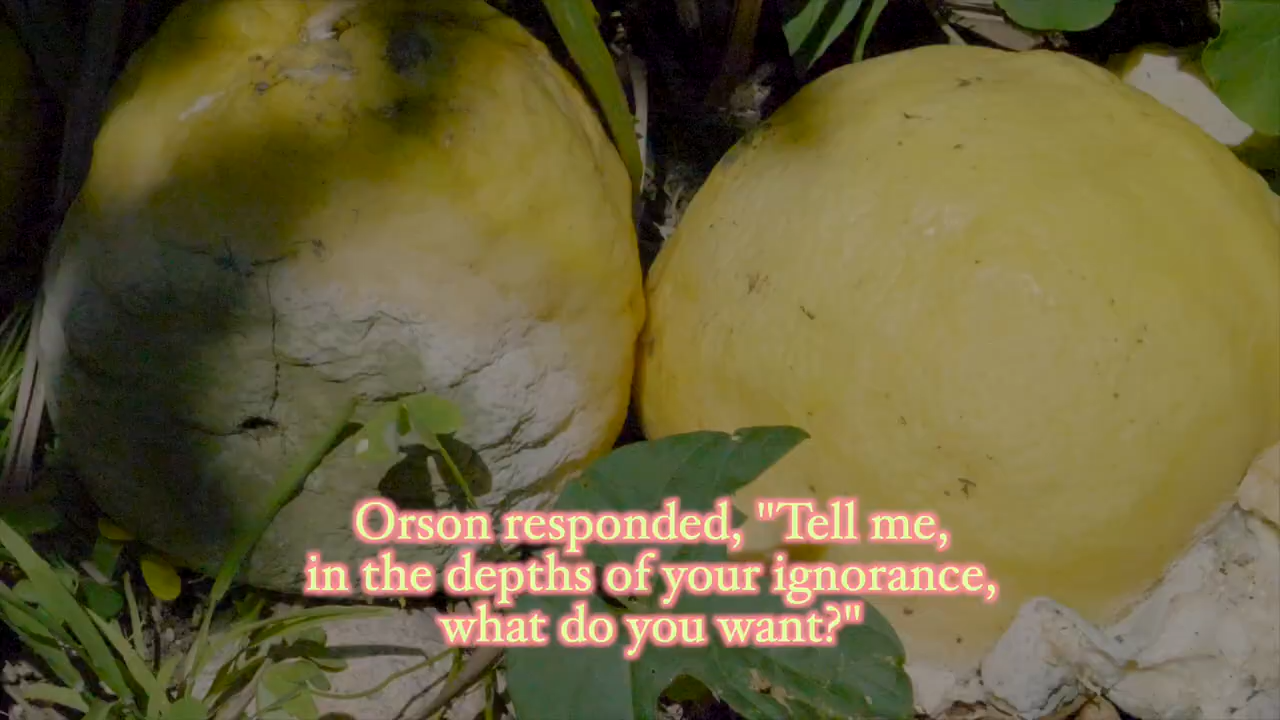 Orson responded, "Tell me,
in the depths of your ignorance,
what do you want?"